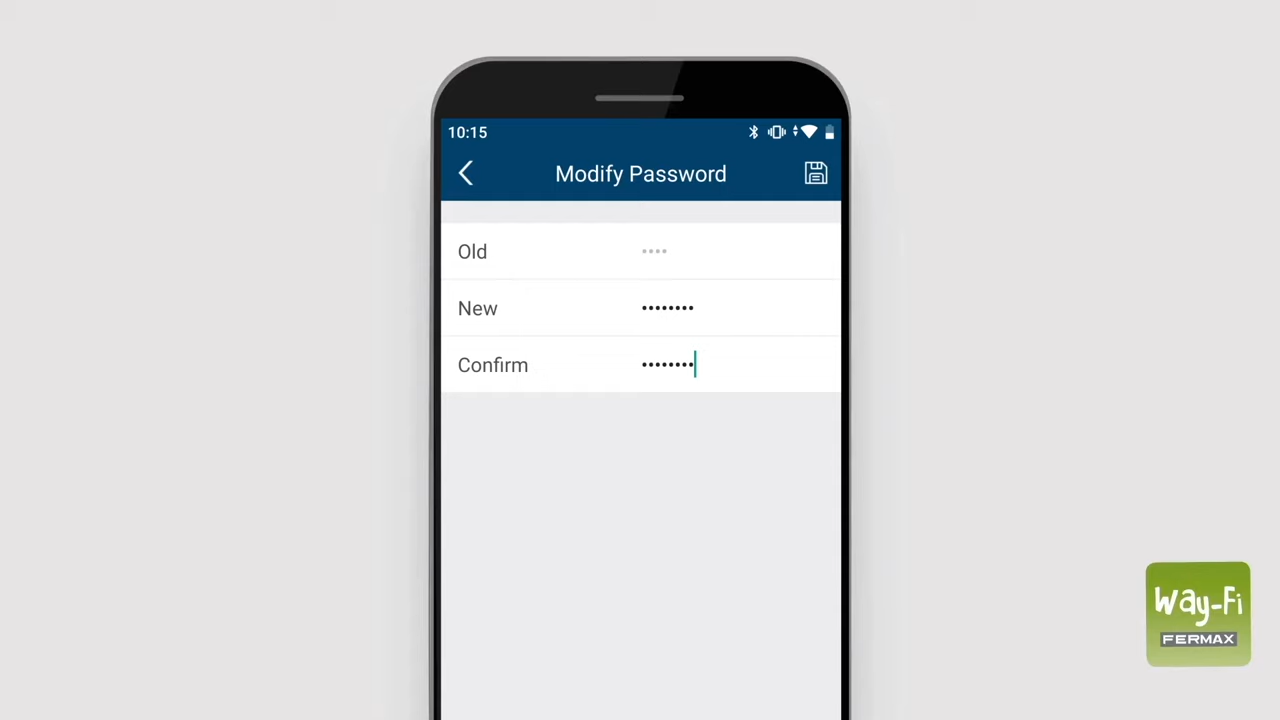 10:15
Modify Password
Old ••••
New ••••••••
Confirm ••••••••
Way-Fi
FERMAX